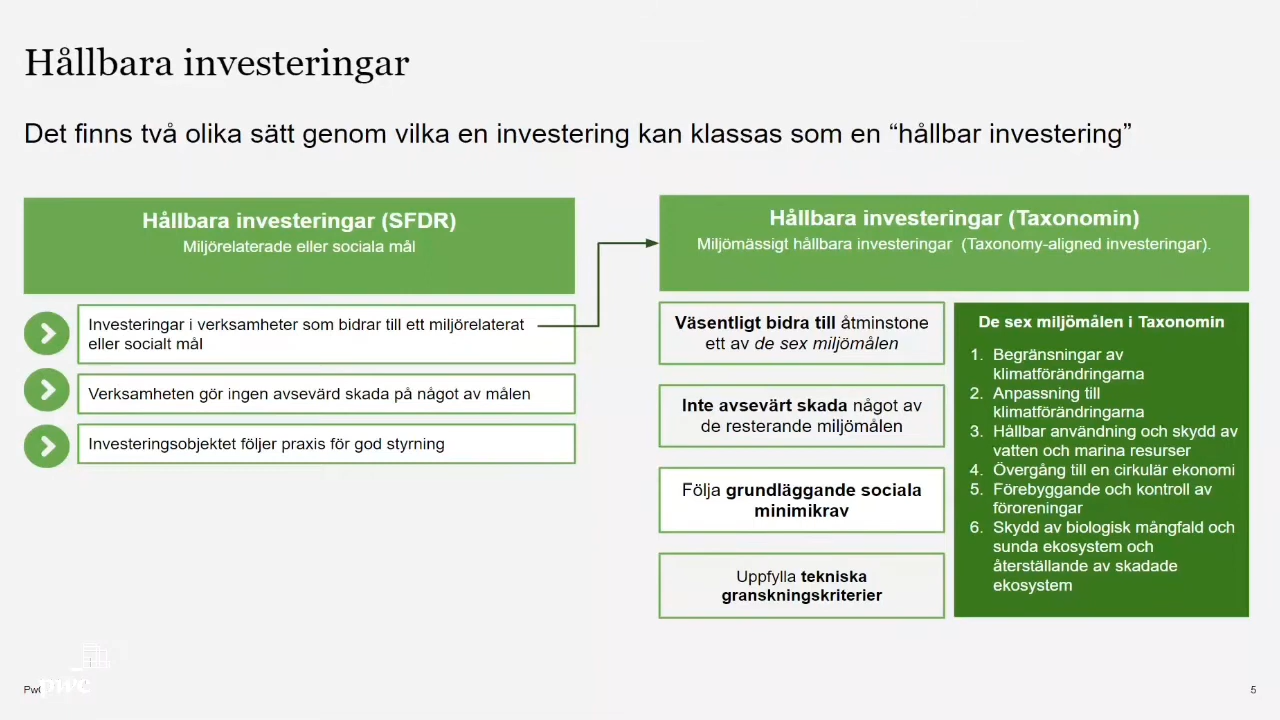 Hållbara investeringar
Det finns två olika sätt genom vilka en investering kan klassas som en “hållbar investering”
Hållbara investeringar (SFDR)
Miljörelaterade eller sociala mål
Investeringar i verksamheter som bidrar till ett miljörelaterat
eller socialt mål
Verksamheten gör ingen avsevärd skada på något av målen
Investeringsobjektet följer praxis för god styrning
Hållbara investeringar (Taxonomin)
Miljömässigt hållbara investeringar (Taxonomy-aligned investeringar).
Väsentligt bidra till åtminstone
ett av de sex miljömålen
Inte avsevärt skada något av
de resterande miljömålen
Följa grundläggande sociala
minimikrav
Uppfylla tekniska
granskningskriterier
De sex miljömålen i Taxonomin
1. Begränsningar av
klimatförändringarna
2. Anpassning till
klimatförändringarna
3. Hållbar användning och skydd av
vatten och marina resurser
4. Övergång till en cirkulär ekonomi
5. Förebyggande och kontroll av
föroreningar
6. Skydd av biologisk mångfald och
sunda ekosystem och
återställande av skadade
ekosystem
PwC
pwc
5